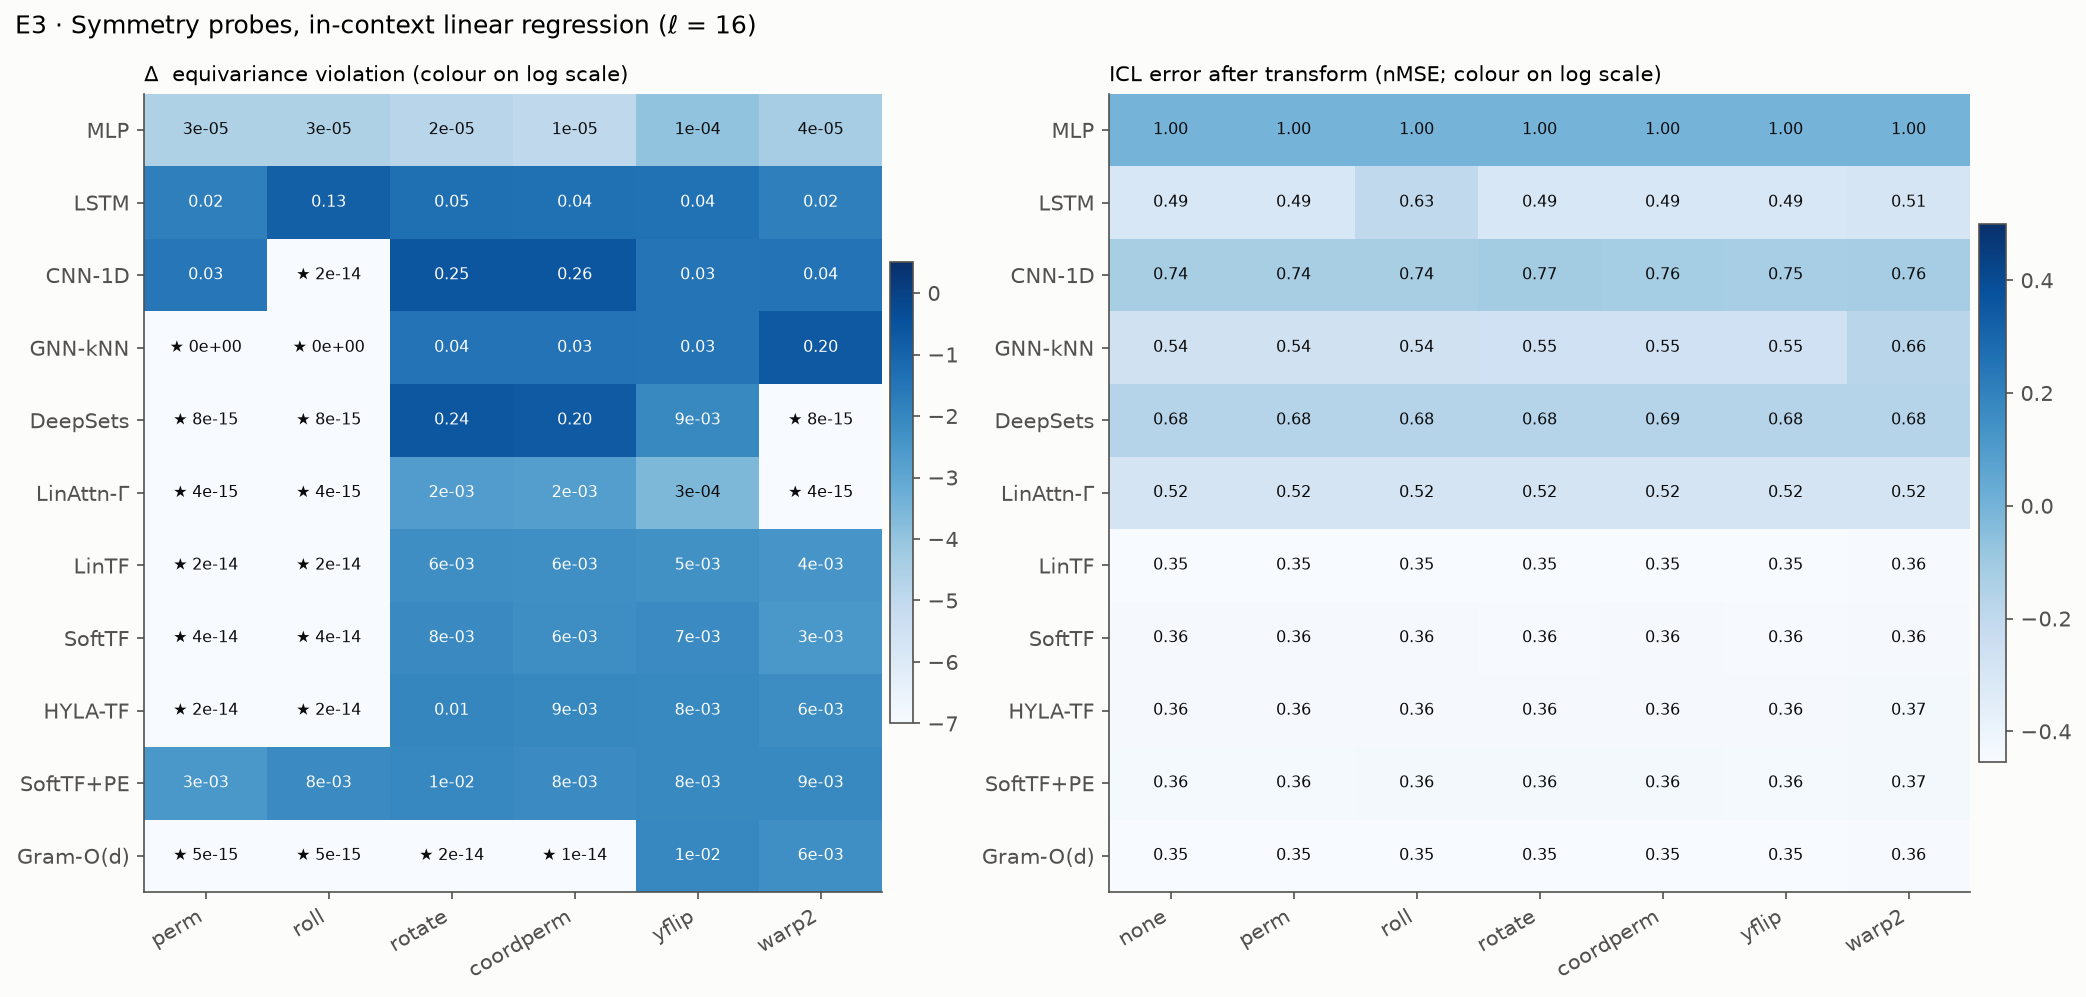 E3 · Symmetry probes, in-context linear regression (ℓ = 16)
Δ  equivariance violation (colour on log scale)
MLP 3e-05 3e-05 2e-05 1e-05 1e-04 4e-05
LSTM 0.02 0.13 0.05 0.04 0.04 0.02
CNN-1D 0.03 ★ 2e-14 0.25 0.26 0.03 0.04
GNN-kNN ★ 0e+00 ★ 0e+00 0.04 0.03 0.03 0.20
DeepSets ★ 8e-15 ★ 8e-15 0.24 0.20 9e-03 ★ 8e-15
LinAttn-Γ ★ 4e-15 ★ 4e-15 2e-03 2e-03 3e-04 ★ 4e-15
LinTF ★ 2e-14 ★ 2e-14 6e-03 6e-03 5e-03 4e-03
SoftTF ★ 4e-14 ★ 4e-14 8e-03 6e-03 7e-03 3e-03
HYLA-TF ★ 2e-14 ★ 2e-14 0.01 9e-03 8e-03 6e-03
SoftTF+PE 3e-03 8e-03 1e-02 8e-03 8e-03 9e-03
Gram-O(d) ★ 5e-15 ★ 5e-15 ★ 2e-14 ★ 1e-14 1e-02 6e-03
perm roll rotate coordperm yflip warp2
0
−1
−2
−3
−4
−5
−6
−7
ICL error after transform (nMSE; colour on log scale)
MLP 1.00 1.00 1.00 1.00 1.00 1.00 1.00
LSTM 0.49 0.49 0.63 0.49 0.49 0.49 0.51
CNN-1D 0.74 0.74 0.74 0.77 0.76 0.75 0.76
GNN-kNN 0.54 0.54 0.54 0.55 0.55 0.55 0.66
DeepSets 0.68 0.68 0.68 0.68 0.69 0.68 0.68
LinAttn-Γ 0.52 0.52 0.52 0.52 0.52 0.52 0.52
LinTF 0.35 0.35 0.35 0.35 0.35 0.35 0.36
SoftTF 0.36 0.36 0.36 0.36 0.36 0.36 0.36
HYLA-TF 0.36 0.36 0.36 0.36 0.36 0.36 0.37
SoftTF+PE 0.36 0.36 0.36 0.36 0.36 0.36 0.37
Gram-O(d) 0.35 0.35 0.35 0.35 0.35 0.35 0.36
none perm roll rotate coordperm yflip warp2
0.4
0.2
0.0
−0.2
−0.4